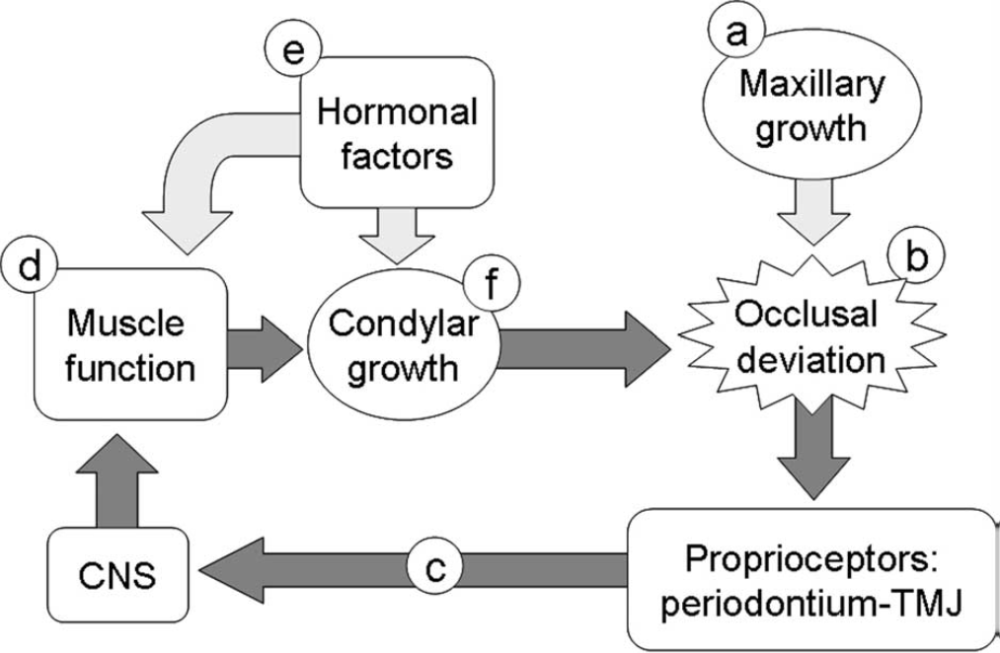 e
a
Hormonal
factors
Maxillary
growth
d
f
b
Muscle
function
Condylar
growth
Occlusal
deviation
CNS
c
Proprioceptors:
periodontium-TMJ